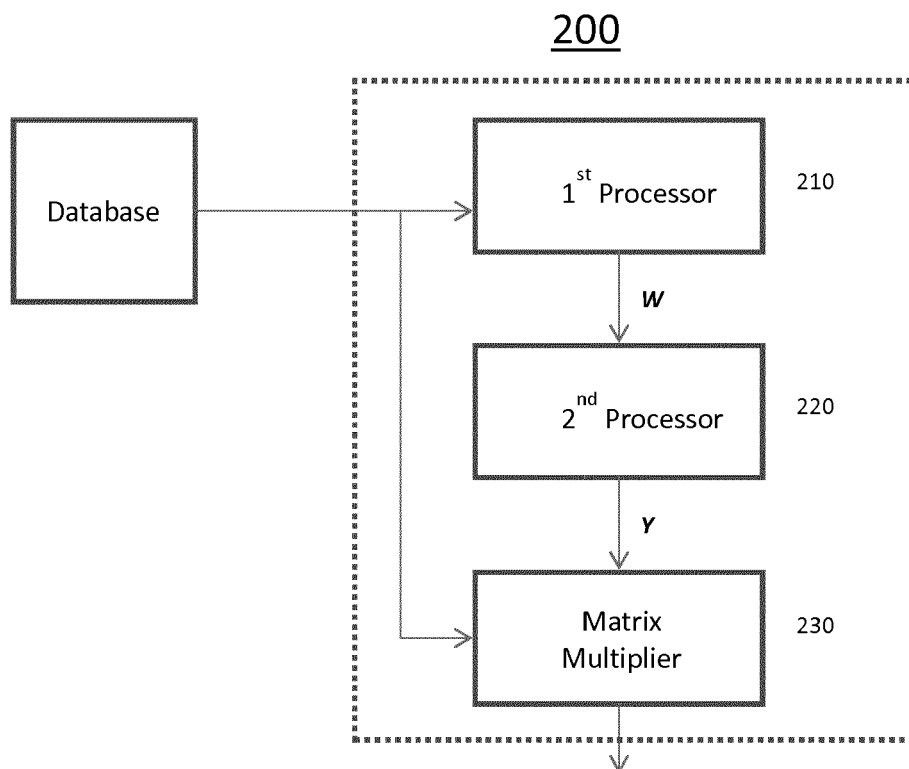 200
Database
1st Processor
210
W
2nd Processor
220
Y
Matrix
Multiplier
230